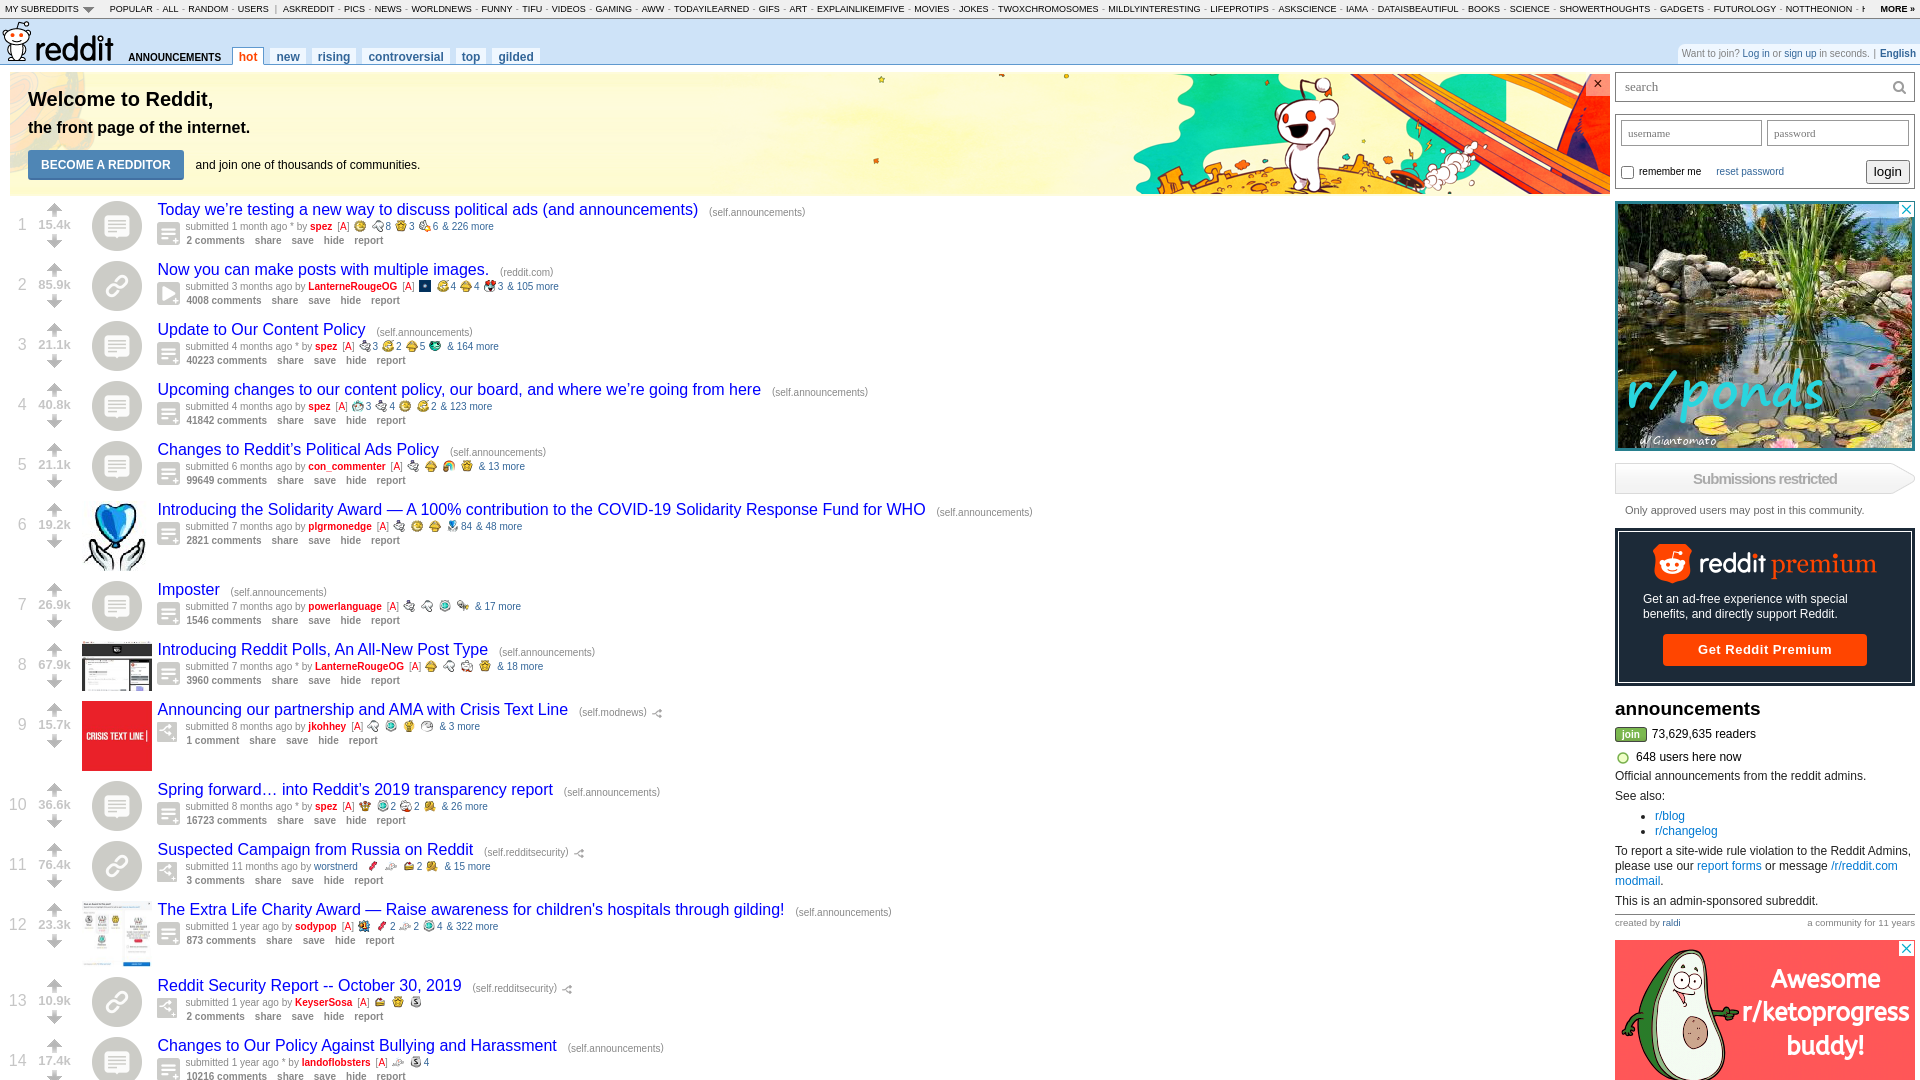 MY SUBREDDITS POPULAR - ALL - RANDOM - USERS | ASKREDDIT - PICS - NEWS - WORLDNEWS - FUNNY - TIFU - VIDEOS - GAMING - AWW - TODAYILEARNED - GIFS - ART - EXPLAINLIKEIMFIVE - MOVIES - JOKES - TWOXCHROMOSOMES - MILDLYINTERESTING - LIFEPROTIPS - ASKSCIENCE - IAMA - DATAISBEAUTIFUL - BOOKS - SCIENCE - SHOWERTHOUGHTS - GADGETS - FUTUROLOGY - NOTTHEONION - MORE »
reddit ANNOUNCEMENTS hot new rising controversial top gilded
Want to join? Log in or sign up in seconds. | English
Welcome to Reddit,
the front page of the internet.
BECOME A REDDITOR and join one of thousands of communities.
×
1 15.4k Today we're testing a new way to discuss political ads (and announcements) (self.announcements)
submitted 1 month ago * by spez [A] 8 3 6 & 226 more
2 comments share save hide report
2 85.9k Now you can make posts with multiple images. (reddit.com)
submitted 3 months ago by LanterneRougeOG [A] 4 4 3 & 105 more
4008 comments share save hide report
3 21.1k Update to Our Content Policy (self.announcements)
submitted 4 months ago * by spez [A] 3 2 5 & 164 more
40223 comments share save hide report
4 40.8k Upcoming changes to our content policy, our board, and where we're going from here (self.announcements)
submitted 4 months ago by spez [A] 3 4 2 & 123 more
41842 comments share save hide report
5 21.1k Changes to Reddit's Political Ads Policy (self.announcements)
submitted 6 months ago by con_commenter [A] & 13 more
99649 comments share save hide report
6 19.2k Introducing the Solidarity Award — A 100% contribution to the COVID-19 Solidarity Response Fund for WHO (self.announcements)
submitted 7 months ago by plgrmonedge [A] 84 & 48 more
2821 comments share save hide report
7 26.9k Imposter (self.announcements)
submitted 7 months ago by powerlanguage [A] & 17 more
1546 comments share save hide report
8 67.9k Introducing Reddit Polls, An All-New Post Type (self.announcements)
submitted 7 months ago * by LanterneRougeOG [A] & 18 more
3960 comments share save hide report
9 15.7k CRISIS TEXT LINE| Announcing our partnership and AMA with Crisis Text Line (self.modnews)
submitted 8 months ago by jkohhey [A] & 3 more
1 comment share save hide report
10 36.6k Spring forward… into Reddit's 2019 transparency report (self.announcements)
submitted 8 months ago * by spez [A] 2 2 & 26 more
16723 comments share save hide report
11 76.4k Suspected Campaign from Russia on Reddit (self.redditsecurity)
submitted 11 months ago by worstnerd 2 & 15 more
3 comments share save hide report
12 23.3k The Extra Life Charity Award — Raise awareness for children's hospitals through gilding! (self.announcements)
submitted 1 year ago by sodypop [A] 2 2 4 & 322 more
873 comments share save hide report
13 10.9k Reddit Security Report -- October 30, 2019 (self.redditsecurity)
submitted 1 year ago by KeyserSosa [A]
2 comments share save hide report
14 17.4k Changes to Our Policy Against Bullying and Harassment (self.announcements)
submitted 1 year ago * by landoflobsters [A] 4
10216 comments share save hide report
search
username password
remember me reset password login
r/ponds
u/Giantomato
Submissions restricted
Only approved users may post in this community.
reddit premium
Get an ad-free experience with special
benefits, and directly support Reddit.
Get Reddit Premium
announcements
join 73,629,635 readers
648 users here now
Official announcements from the reddit admins.
See also:
• r/blog
• r/changelog
To report a site-wide rule violation to the Reddit Admins,
please use our report forms or message /r/reddit.com
modmail.
This is an admin-sponsored subreddit.
created by raldi a community for 11 years
Awesome
r/ketoprogress
buddy!